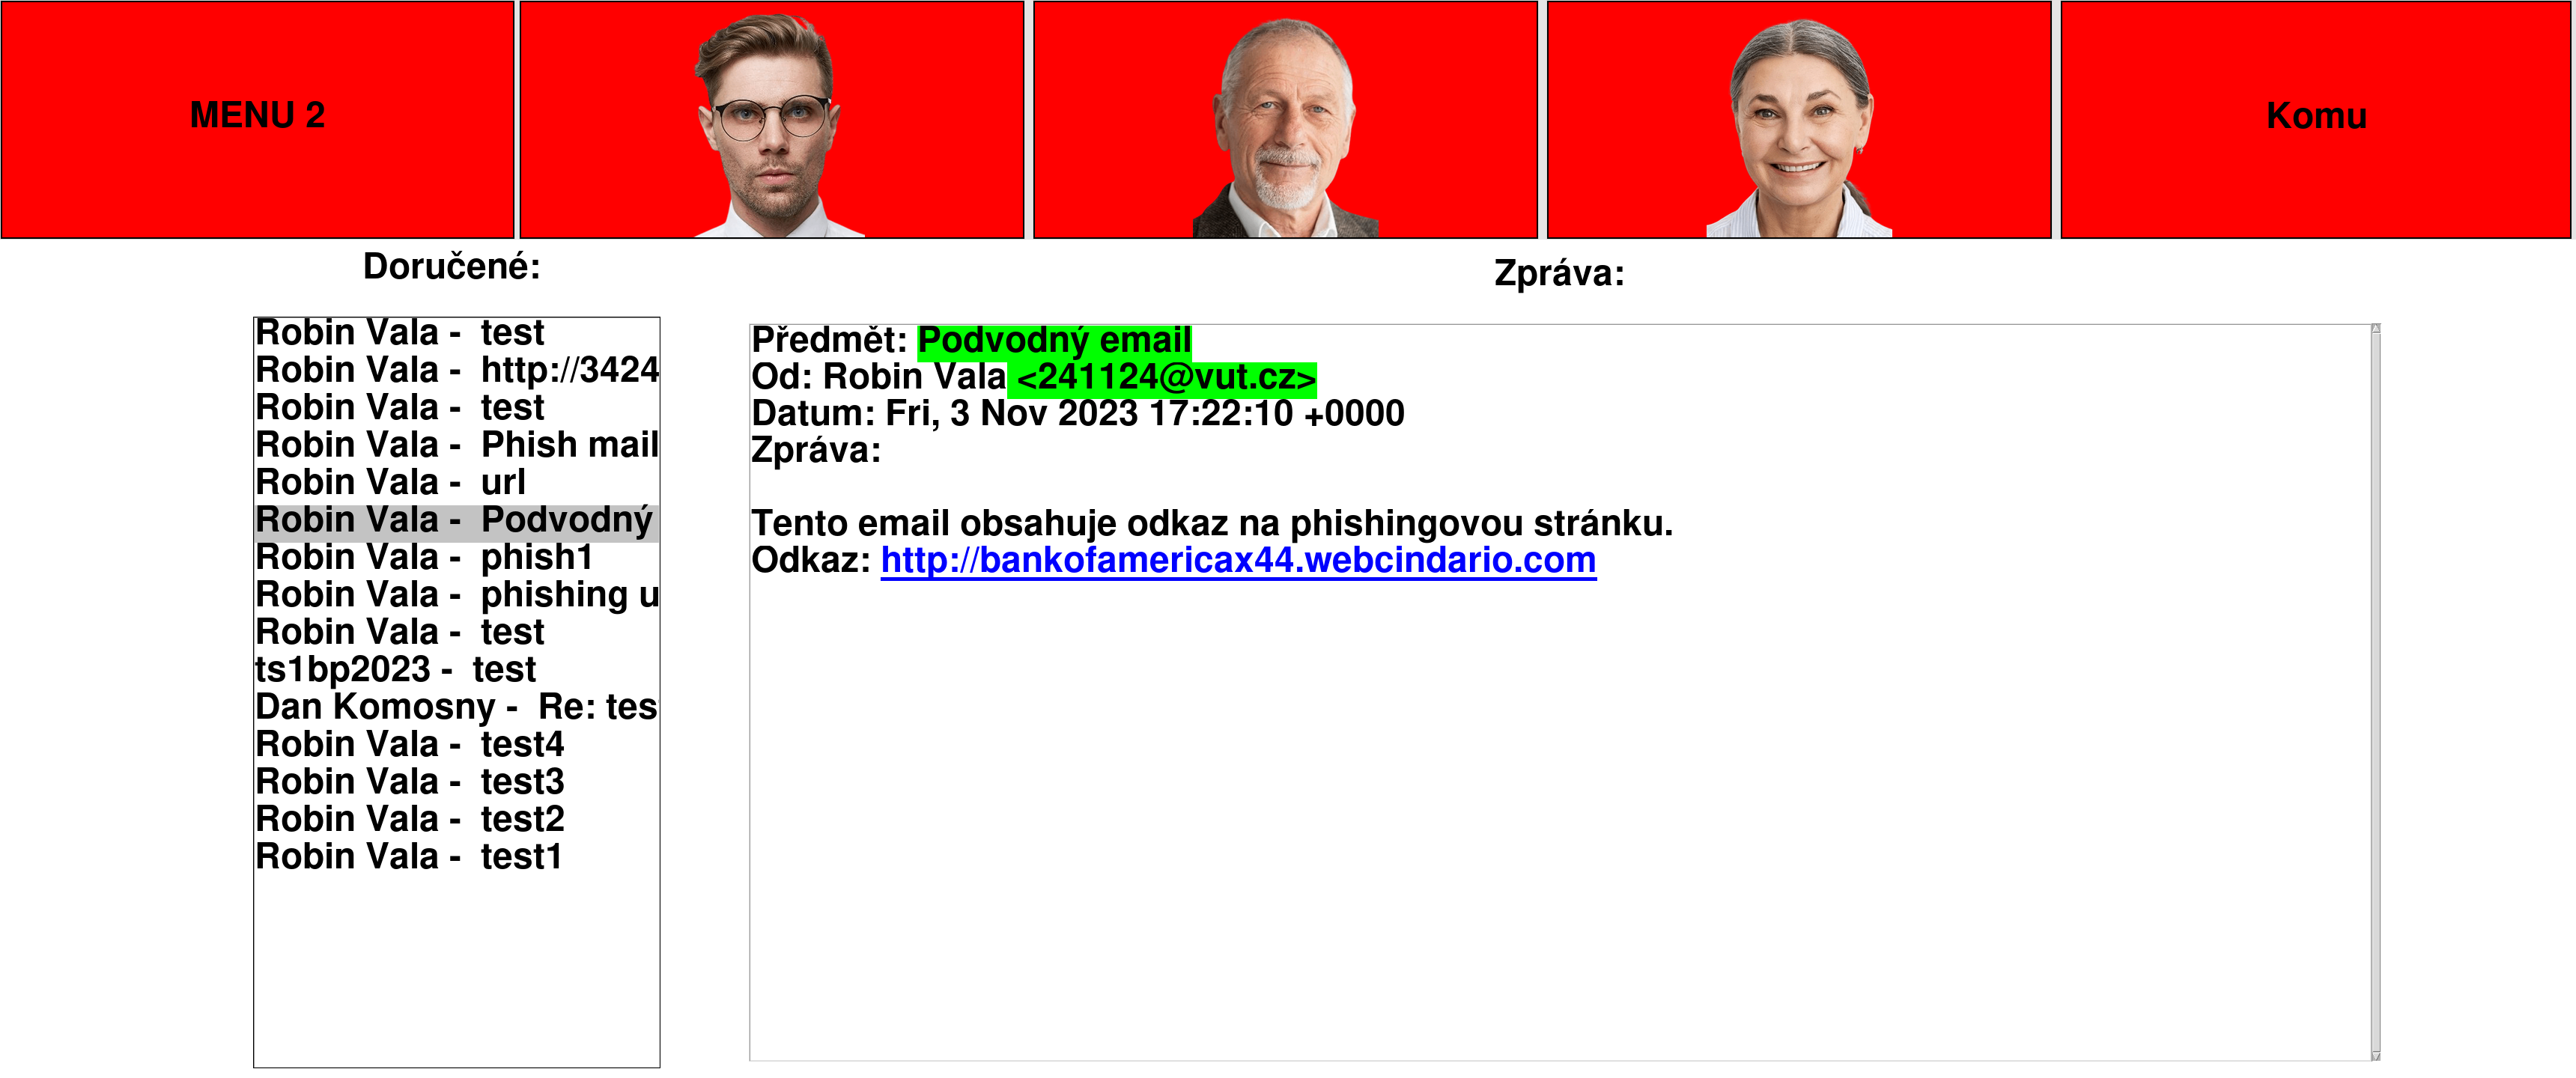 MENU 2
Komu
Doručené:
Robin Vala -  test
Robin Vala -  http://3424
Robin Vala -  test
Robin Vala -  Phish mail
Robin Vala -  url
Robin Vala -  Podvodný
Robin Vala -  phish1
Robin Vala -  phishing u
Robin Vala -  test
ts1bp2023 -  test
Dan Komosny -  Re: tes
Robin Vala -  test4
Robin Vala -  test3
Robin Vala -  test2
Robin Vala -  test1
Zpráva:
Předmět: Podvodný email
Od: Robin Vala <241124@vut.cz>
Datum: Fri, 3 Nov 2023 17:22:10 +0000
Zpráva:
Tento email obsahuje odkaz na phishingovou stránku.
Odkaz: http://bankofamericax44.webcindario.com